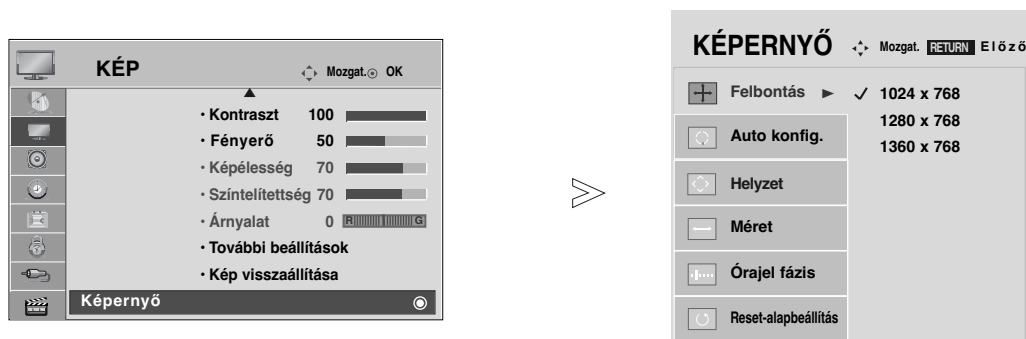 KÉP
Mozgat. OK
• Kontraszt 100
• Fényerő 50
• Képélesség 70
• Színtelítettség 70
• Árnyalat 0 R G
• További beállítások
• Kép visszaállítása
Képernyő
KÉPERNYŐ Mozgat. RETURN Előző
Felbontás ► ✓ 1024 x 768
1280 x 768
Auto konfig.
1360 x 768
Helyzet
Méret
Órajel fázis
Reset-alapbeállítás